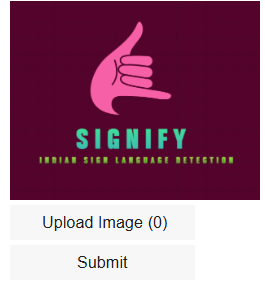 SIGNIFY
INDIAN SIGN LANGUAGE DETECTION
Upload Image (0)
Submit